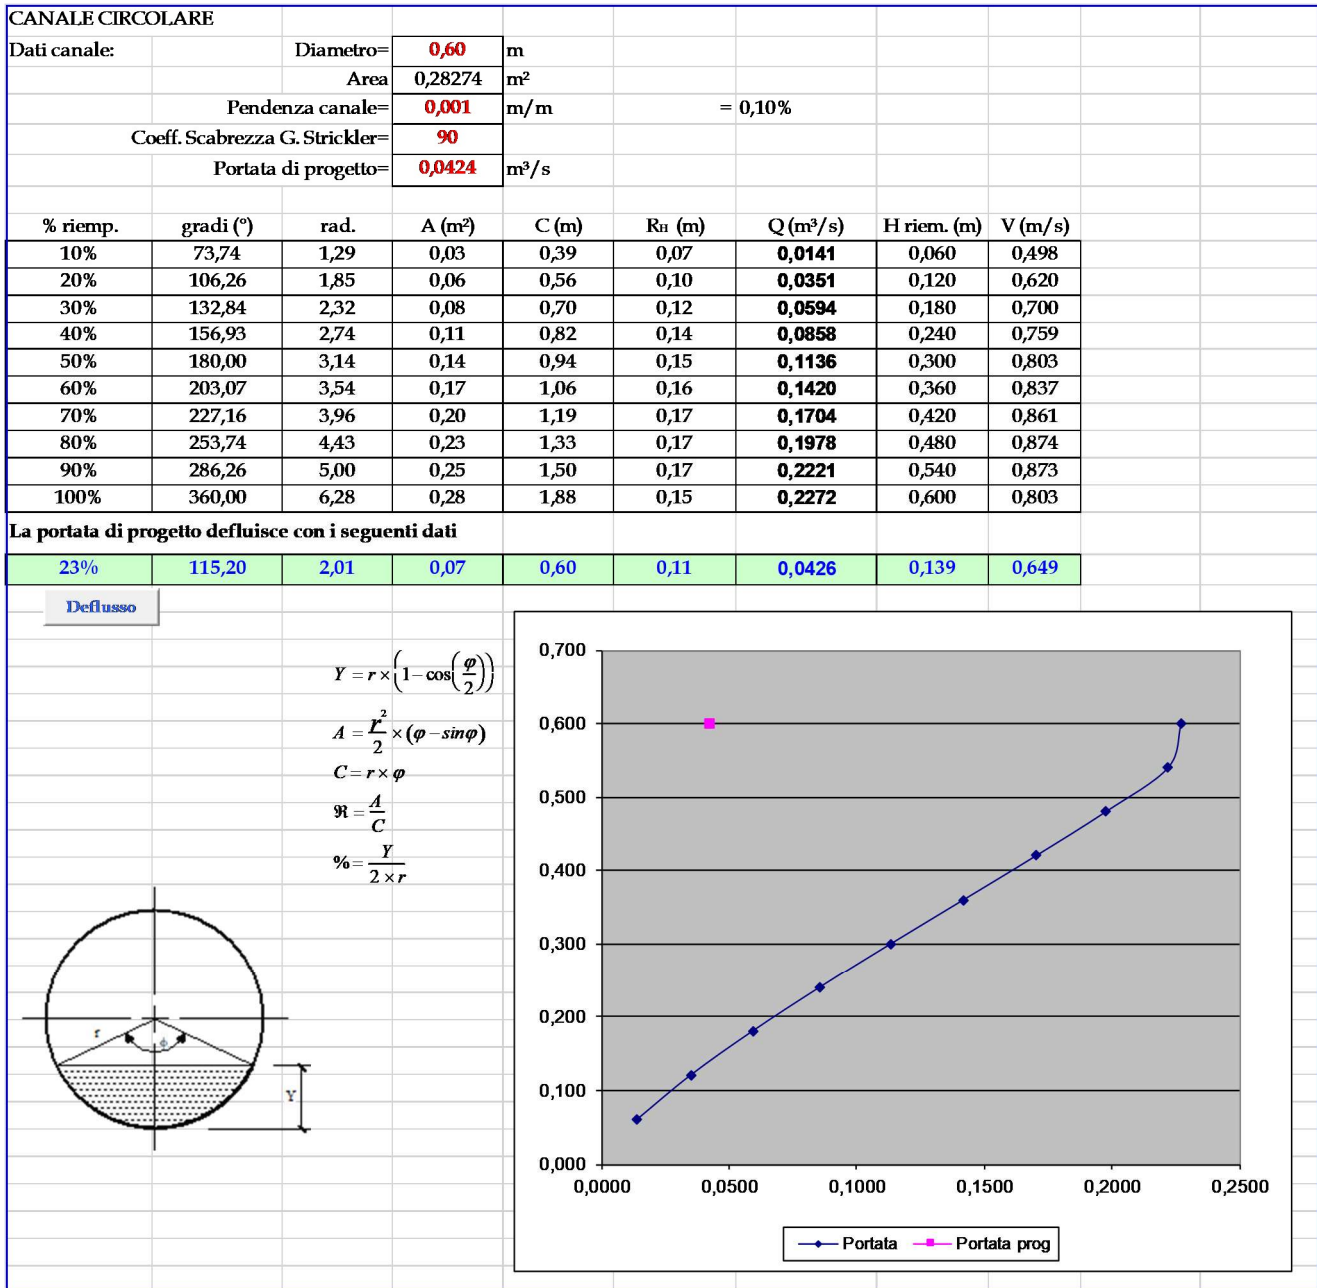 CANALE CIRCOLARE
Dati canale: Diametro= 0,60 m
Area 0,28274 m²
Pendenza canale= 0,001 m/m = 0,10%
Coeff. Scabrezza G. Strickler= 90
Portata di progetto= 0,0424 m³/s
% riemp. gradi (°) rad. A (m²) C (m) RH (m) Q (m³/s) H riem. (m) V (m/s)
10% 73,74 1,29 0,03 0,39 0,07 0,0141 0,060 0,498
20% 106,26 1,85 0,06 0,56 0,10 0,0351 0,120 0,620
30% 132,84 2,32 0,08 0,70 0,12 0,0594 0,180 0,700
40% 156,93 2,74 0,11 0,82 0,14 0,0858 0,240 0,759
50% 180,00 3,14 0,14 0,94 0,15 0,1136 0,300 0,803
60% 203,07 3,54 0,17 1,06 0,16 0,1420 0,360 0,837
70% 227,16 3,96 0,20 1,19 0,17 0,1704 0,420 0,861
80% 253,74 4,43 0,23 1,33 0,17 0,1978 0,480 0,874
90% 286,26 5,00 0,25 1,50 0,17 0,2221 0,540 0,873
100% 360,00 6,28 0,28 1,88 0,15 0,2272 0,600 0,803
La portata di progetto defluisce con i seguenti dati
23% 115,20 2,01 0,07 0,60 0,11 0,0426 0,139 0,649
Deflusso
Y = r × (1 − cos(φ/2))
A = r²/2 × (φ − sinφ)
C = r × φ
ℜ = A/C
% = Y/(2 × r)
r
ϕ
Y
0,700
0,600
0,500
0,400
0,300
0,200
0,100
0,000
0,0000 0,0500 0,1000 0,1500 0,2000 0,2500
Portata Portata prog